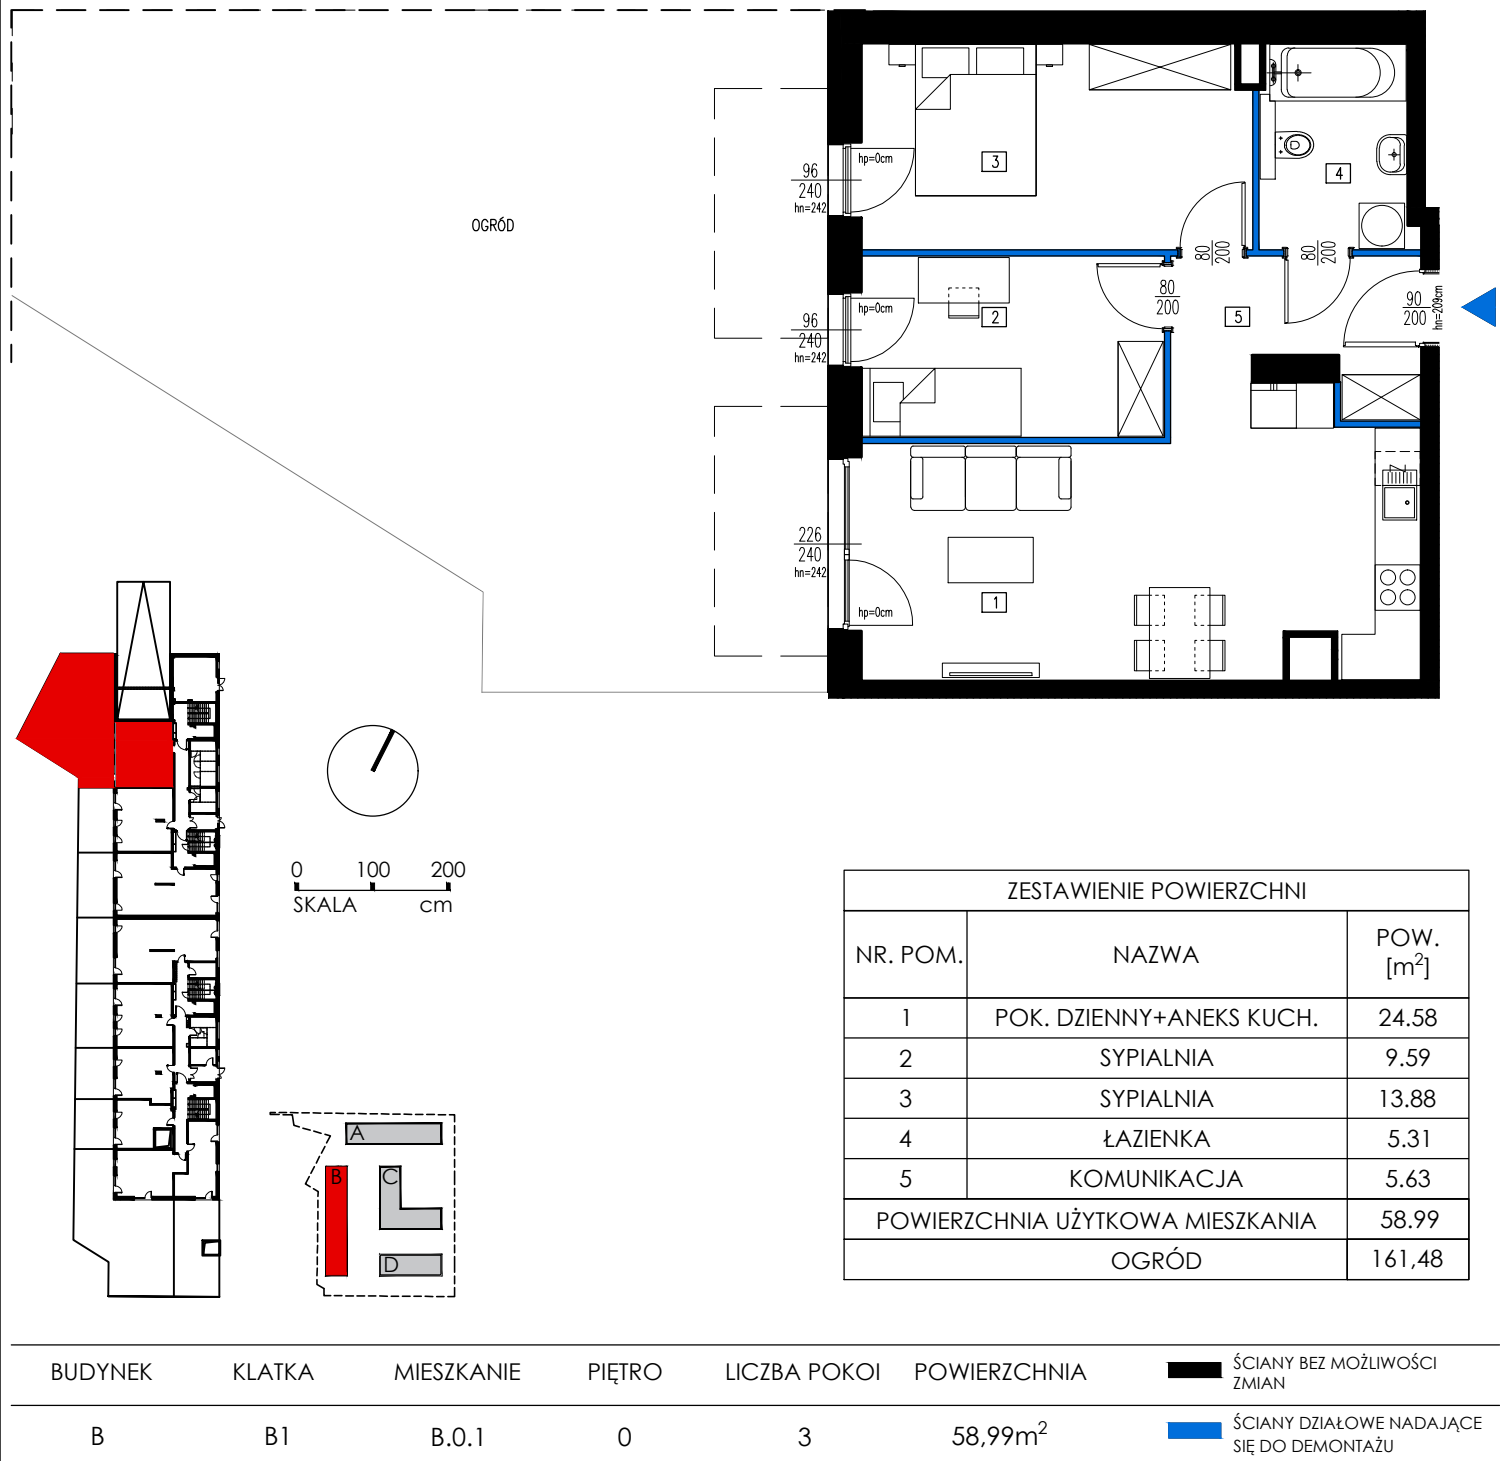 OGRÓD
96
240
hn=242
hp=0cm
3
4
80
200
80
200
96
240
hn=242
hp=0cm
2
80
200
5
90
200
hn=209cm
226
240
hn=242
hp=0cm
1
0 100 200
SKALA cm
A
B
C
D
ZESTAWIENIE POWIERZCHNI
NR. POM. NAZWA POW. [m²]
1 POK. DZIENNY+ANEKS KUCH. 24.58
2 SYPIALNIA 9.59
3 SYPIALNIA 13.88
4 ŁAZIENKA 5.31
5 KOMUNIKACJA 5.63
POWIERZCHNIA UŻYTKOWA MIESZKANIA 58.99
OGRÓD 161,48
BUDYNEK KLATKA MIESZKANIE PIĘTRO LICZBA POKOI POWIERZCHNIA
B B1 B.0.1 0 3 58,99m²
ŚCIANY BEZ MOŻLIWOŚCI
ZMIAN
ŚCIANY DZIAŁOWE NADAJĄCE
SIĘ DO DEMONTAŻU